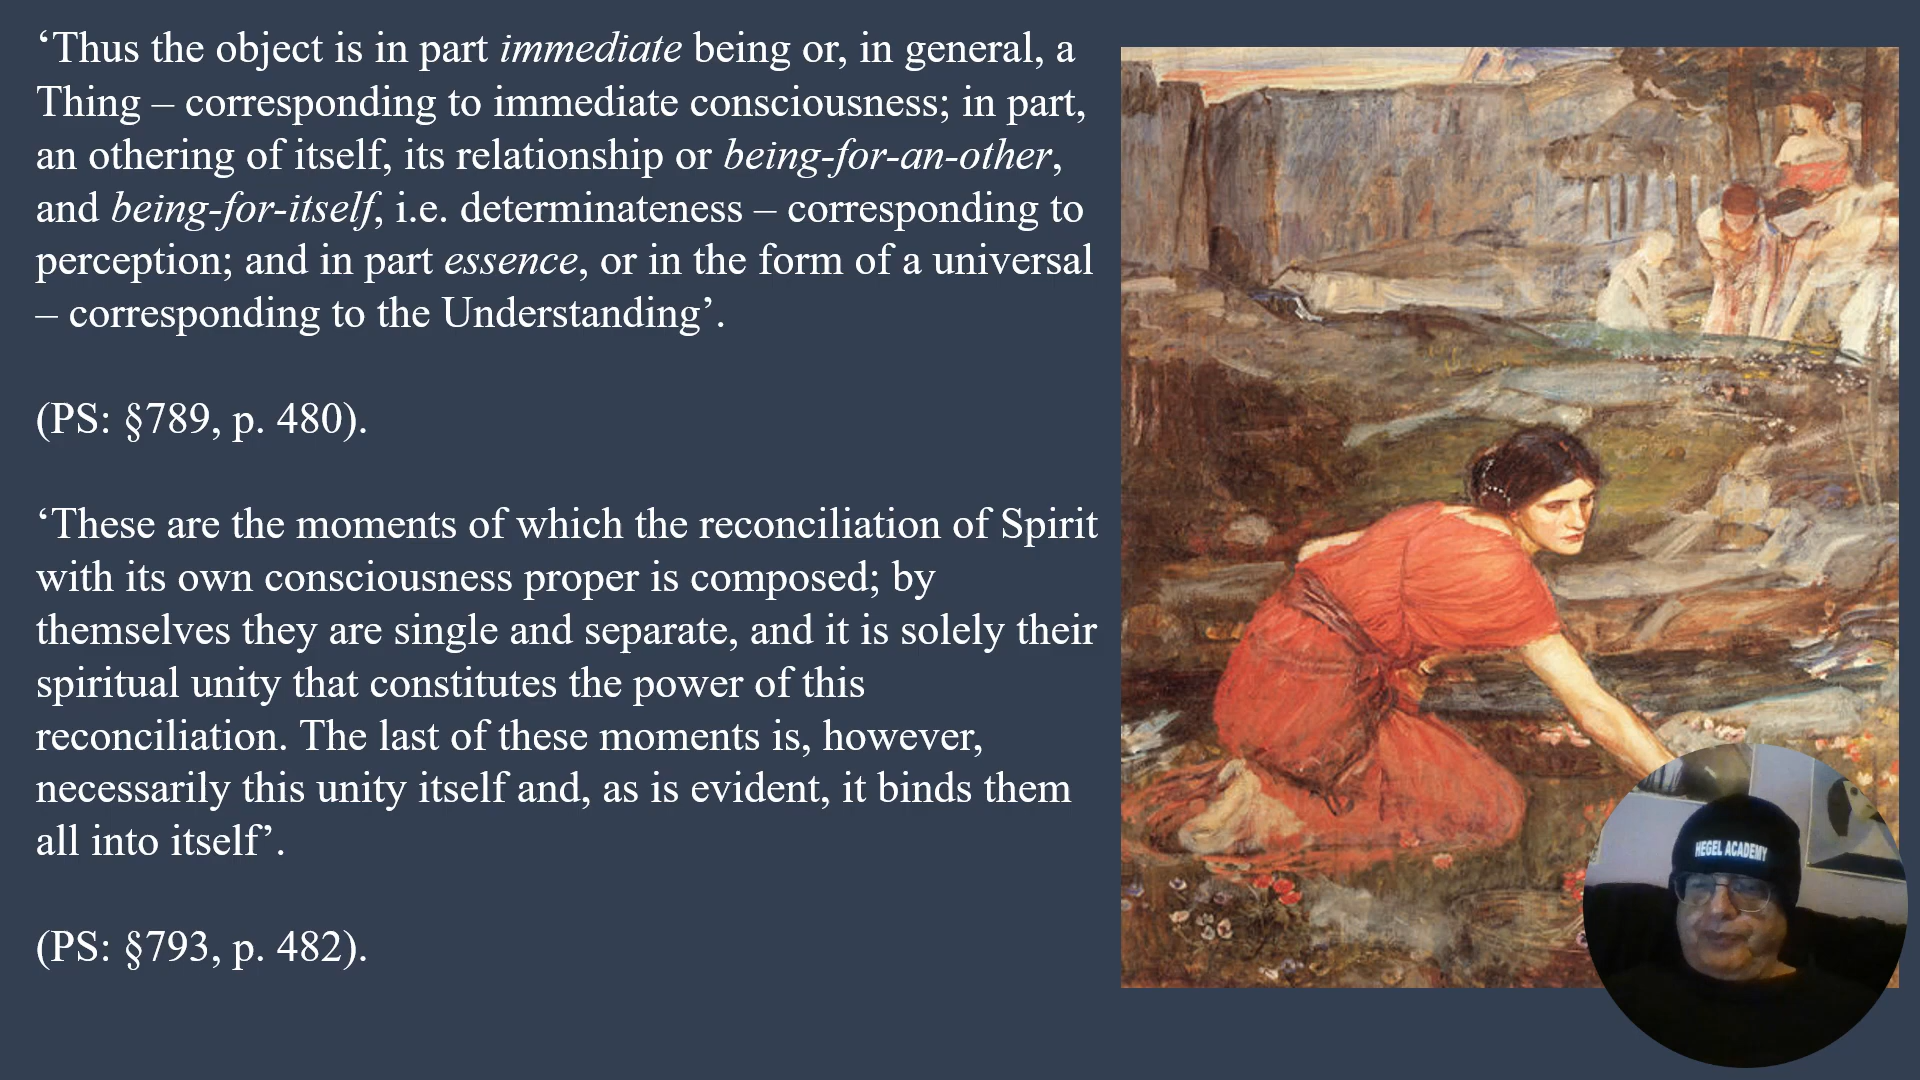 ‘Thus the object is in part immediate being or, in general, a
Thing – corresponding to immediate consciousness; in part,
an othering of itself, its relationship or being-for-an-other,
and being-for-itself, i.e. determinateness – corresponding to
perception; and in part essence, or in the form of a universal
– corresponding to the Understanding’.
(PS: §789, p. 480).
‘These are the moments of which the reconciliation of Spirit
with its own consciousness proper is composed; by
themselves they are single and separate, and it is solely their
spiritual unity that constitutes the power of this
reconciliation. The last of these moments is, however,
necessarily this unity itself and, as is evident, it binds them
all into itself’.
(PS: §793, p. 482).
HEGEL ACADEMY